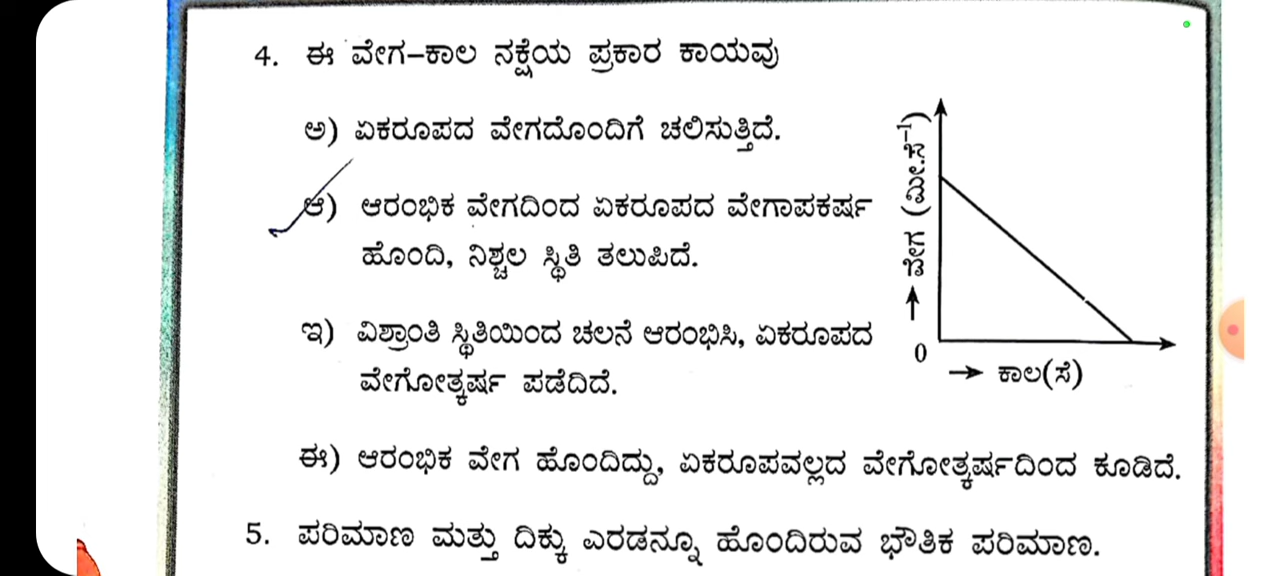 4. ಈ ವೇಗ–ಕಾಲ ನಕ್ಷೆಯ ಪ್ರಕಾರ ಕಾಯವು
ಅ) ಏಕರೂಪದ ವೇಗದೊಂದಿಗೆ ಚಲಿಸುತ್ತಿದೆ.
ಆ) ಆರಂಭಿಕ ವೇಗದಿಂದ ಏಕರೂಪದ ವೇಗಾಪಕರ್ಷ
ಹೊಂದಿ, ನಿಶ್ಚಲ ಸ್ಥಿತಿ ತಲುಪಿದೆ.
ಇ) ವಿಶ್ರಾಂತಿ ಸ್ಥಿತಿಯಿಂದ ಚಲನೆ ಆರಂಭಿಸಿ, ಏಕರೂಪದ
ವೇಗೋತ್ಕರ್ಷ ಪಡೆದಿದೆ.
→ ವೇಗ (ಮೀ.ಸೆ⁻¹)
0
→ ಕಾಲ(ಸೆ)
ಈ) ಆರಂಭಿಕ ವೇಗ ಹೊಂದಿದ್ದು, ಏಕರೂಪವಲ್ಲದ ವೇಗೋತ್ಕರ್ಷದಿಂದ ಕೂಡಿದೆ.
5. ಪರಿಮಾಣ ಮತ್ತು ದಿಕ್ಕು ಎರಡನ್ನೂ ಹೊಂದಿರುವ ಭೌತಿಕ ಪರಿಮಾಣ.